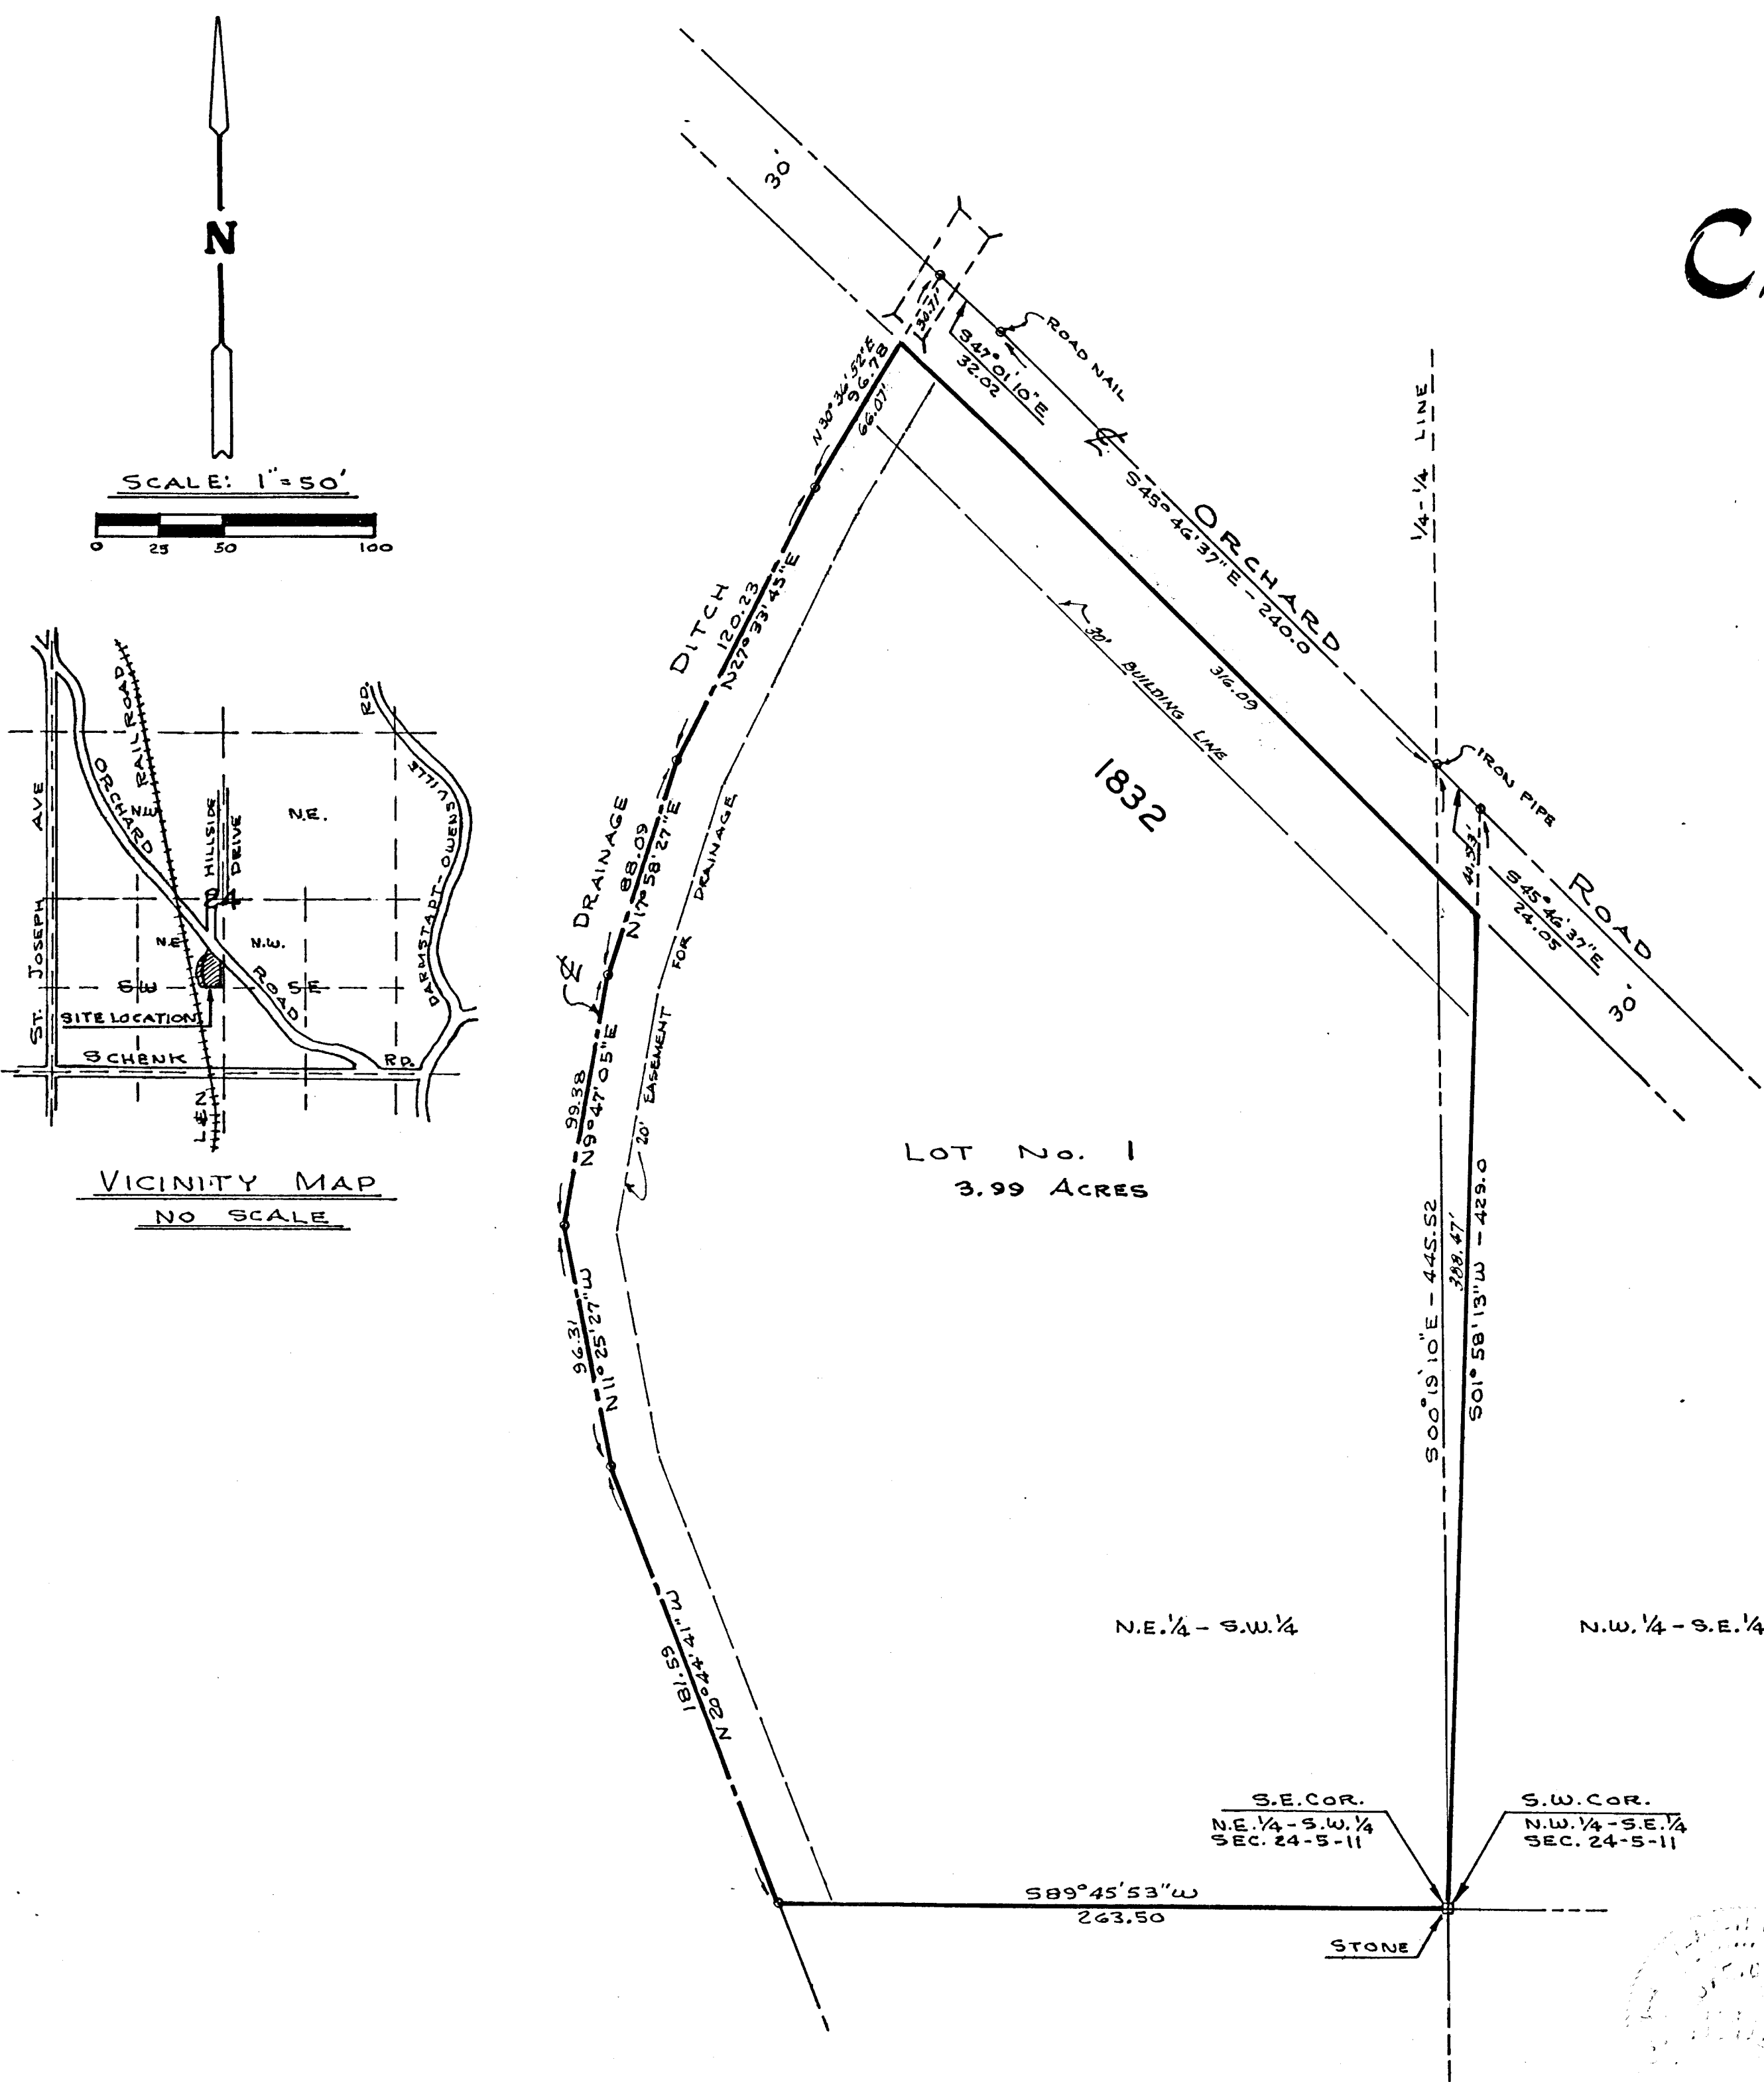 N
SCALE: 1"=50'
0 25 50 100
ST. JOSEPH AVE
ORCHARD
ROAD
L&N
RAILROAD
HILLSIDE
DRIVE
24
N.E.
N.E.
N.W.
SW
SE
RD.
DARMSTADT-OWENSVILLE
SITE LOCATION
SCHENK RD.
VICINITY MAP
NO SCALE
30'
30.71'
S47°01'10"E
32.02
ROAD NAIL
N30°36'52"E
96.78
66.07'
℄ ORCHARD ROAD
S45°46'37"E - 240.0
1/4-1/4 LINE
316.09
30' BUILDING LINE
1832
IRON PIPE
40.53'
S45°46'37"E
24.05
30'
℄ DRAINAGE DITCH
120.23
N27°33'45"E
88.09
N17°58'27"E
99.38
N9°47'05"E
20' EASEMENT FOR DRAINAGE
96.31
N11°25'27"W
181.59
N20°44'41"W
LOT No. 1
3.99 ACRES
S00°19'10"E - 445.52
388.47'
S01°58'13"W - 429.0
N.E.1/4 - S.W.1/4
N.W.1/4 - S.E.1/4
S.E.COR.
N.E.1/4-S.W.1/4
SEC. 24-5-11
S.W.COR.
N.W.1/4-S.E.1/4
SEC. 24-5-11
S89°45'53"W
263.50
STONE